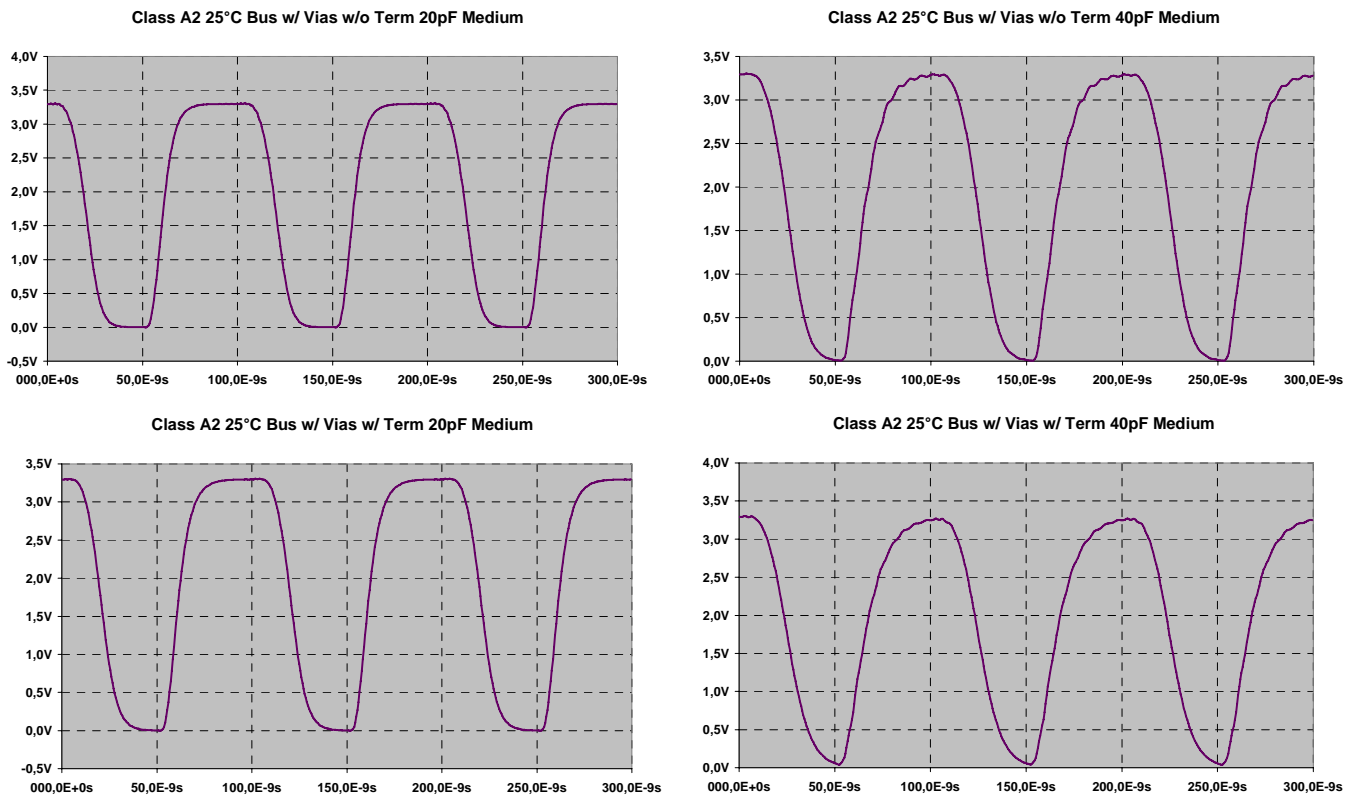 Class A2 25°C Bus w/ Vias w/o Term 20pF Medium
4,0V
3,5V
3,0V
2,5V
2,0V
1,5V
1,0V
0,5V
0,0V
-0,5V
000,0E+0s 50,0E-9s 100,0E-9s 150,0E-9s 200,0E-9s 250,0E-9s 300,0E-9s
Class A2 25°C Bus w/ Vias w/o Term 40pF Medium
3,5V
3,0V
2,5V
2,0V
1,5V
1,0V
0,5V
0,0V
000,0E+0s 50,0E-9s 100,0E-9s 150,0E-9s 200,0E-9s 250,0E-9s 300,0E-9s
Class A2 25°C Bus w/ Vias w/ Term 20pF Medium
3,5V
3,0V
2,5V
2,0V
1,5V
1,0V
0,5V
0,0V
-0,5V
000,0E+0s 50,0E-9s 100,0E-9s 150,0E-9s 200,0E-9s 250,0E-9s 300,0E-9s
Class A2 25°C Bus w/ Vias w/ Term 40pF Medium
4,0V
3,5V
3,0V
2,5V
2,0V
1,5V
1,0V
0,5V
0,0V
000,0E+0s 50,0E-9s 100,0E-9s 150,0E-9s 200,0E-9s 250,0E-9s 300,0E-9s